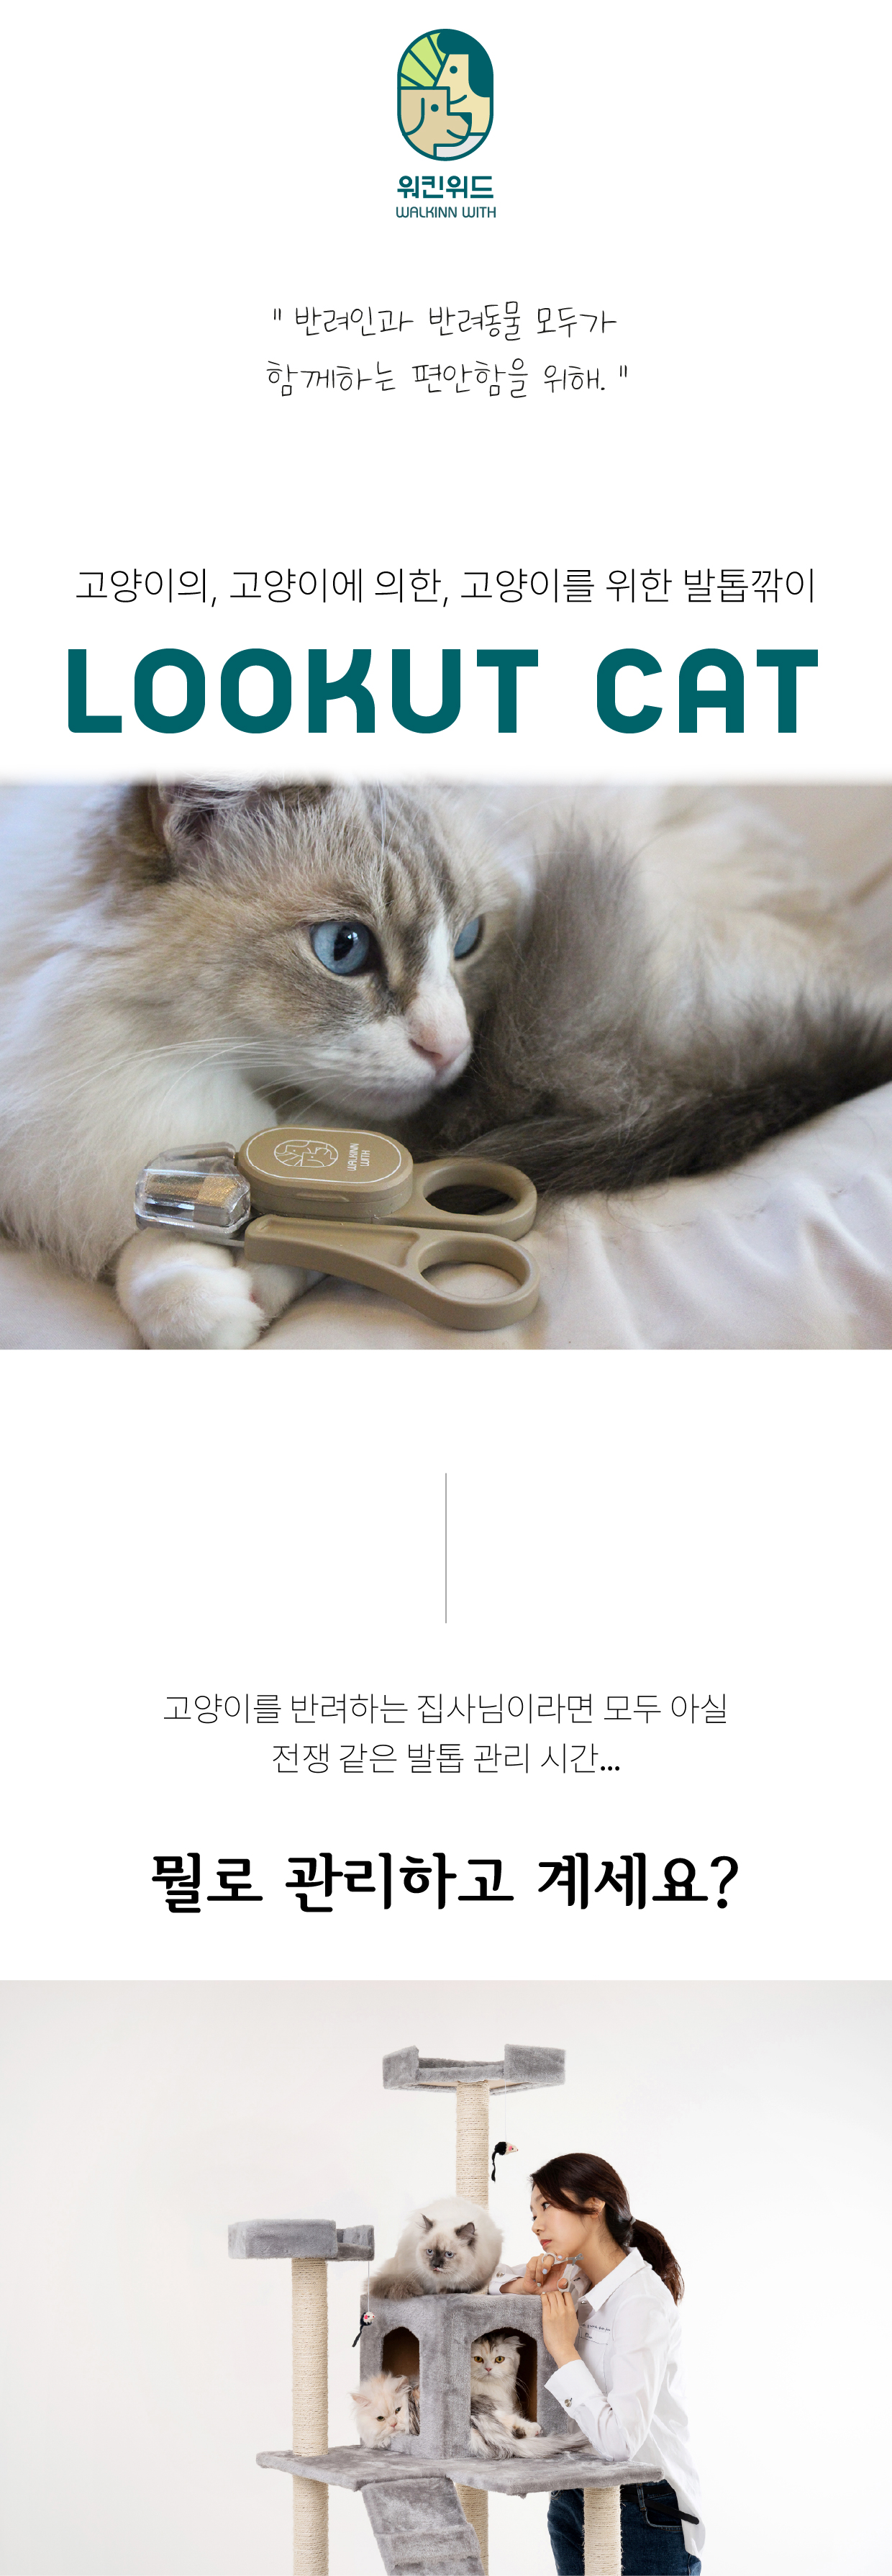 워킨위드
WALKINN WITH
" 반려인과 반려동물 모두가
함께하는 편안함을 위해. "
고양이의, 고양이에 의한, 고양이를 위한 발톱깎이
LOOKUT CAT
WALKINN
WITH
고양이를 반려하는 집사님이라면 모두 아실
전쟁 같은 발톱 관리 시간...
뭘로 관리하고 계세요?